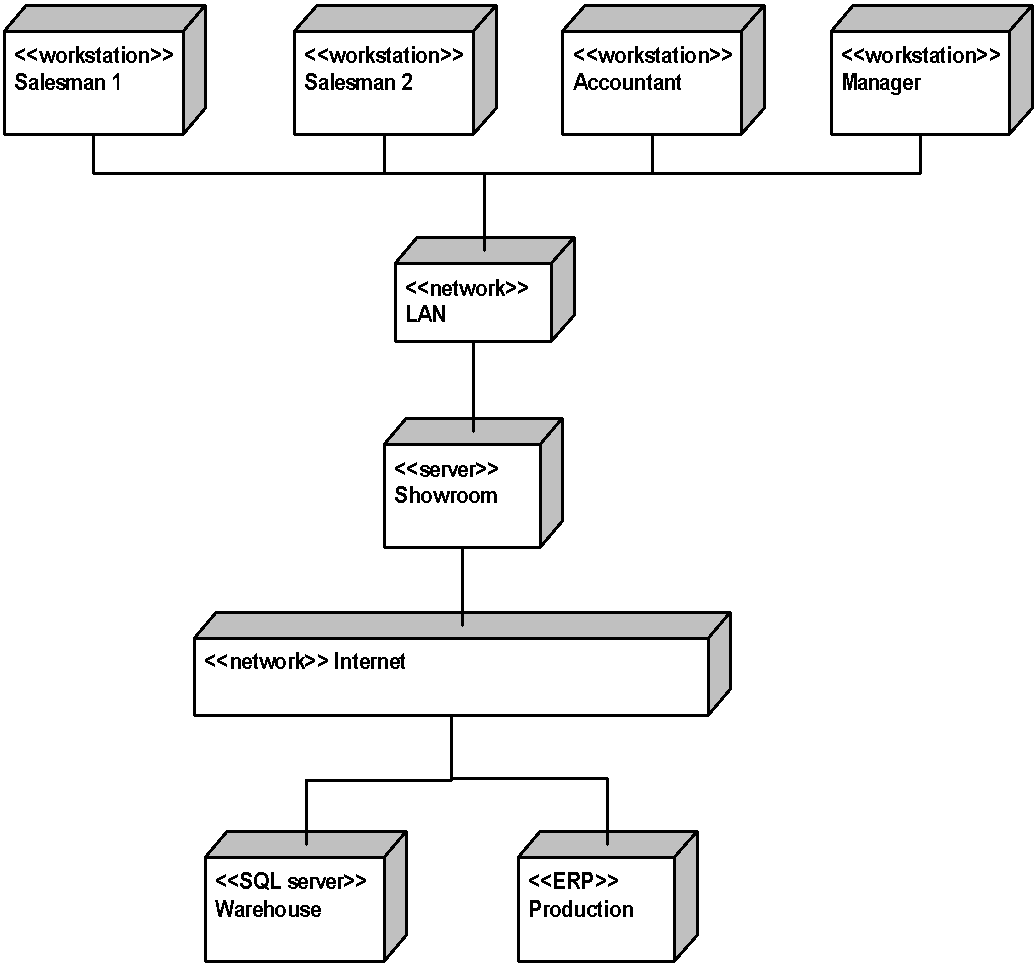 <<workstation>>
Salesman 1
<<workstation>>
Salesman 2
<<workstation>>
Accountant
<<workstation>>
Manager
<<network>>
LAN
<<server>>
Showroom
<<network>> Internet
<<SQL server>>
Warehouse
<<ERP>>
Production